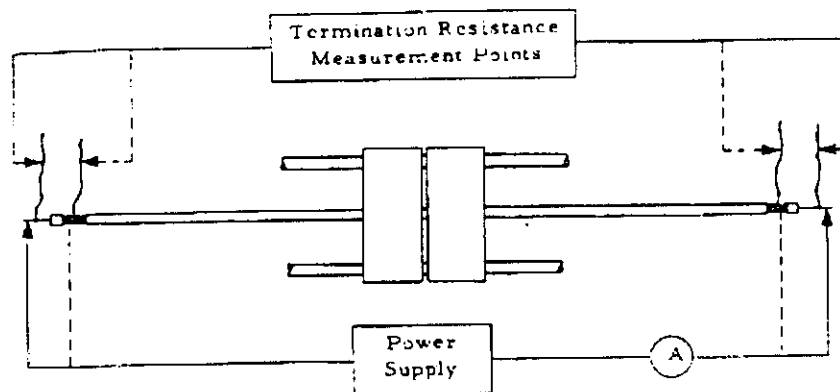 Termination Resistance
Measurement Points
Power
Supply
A